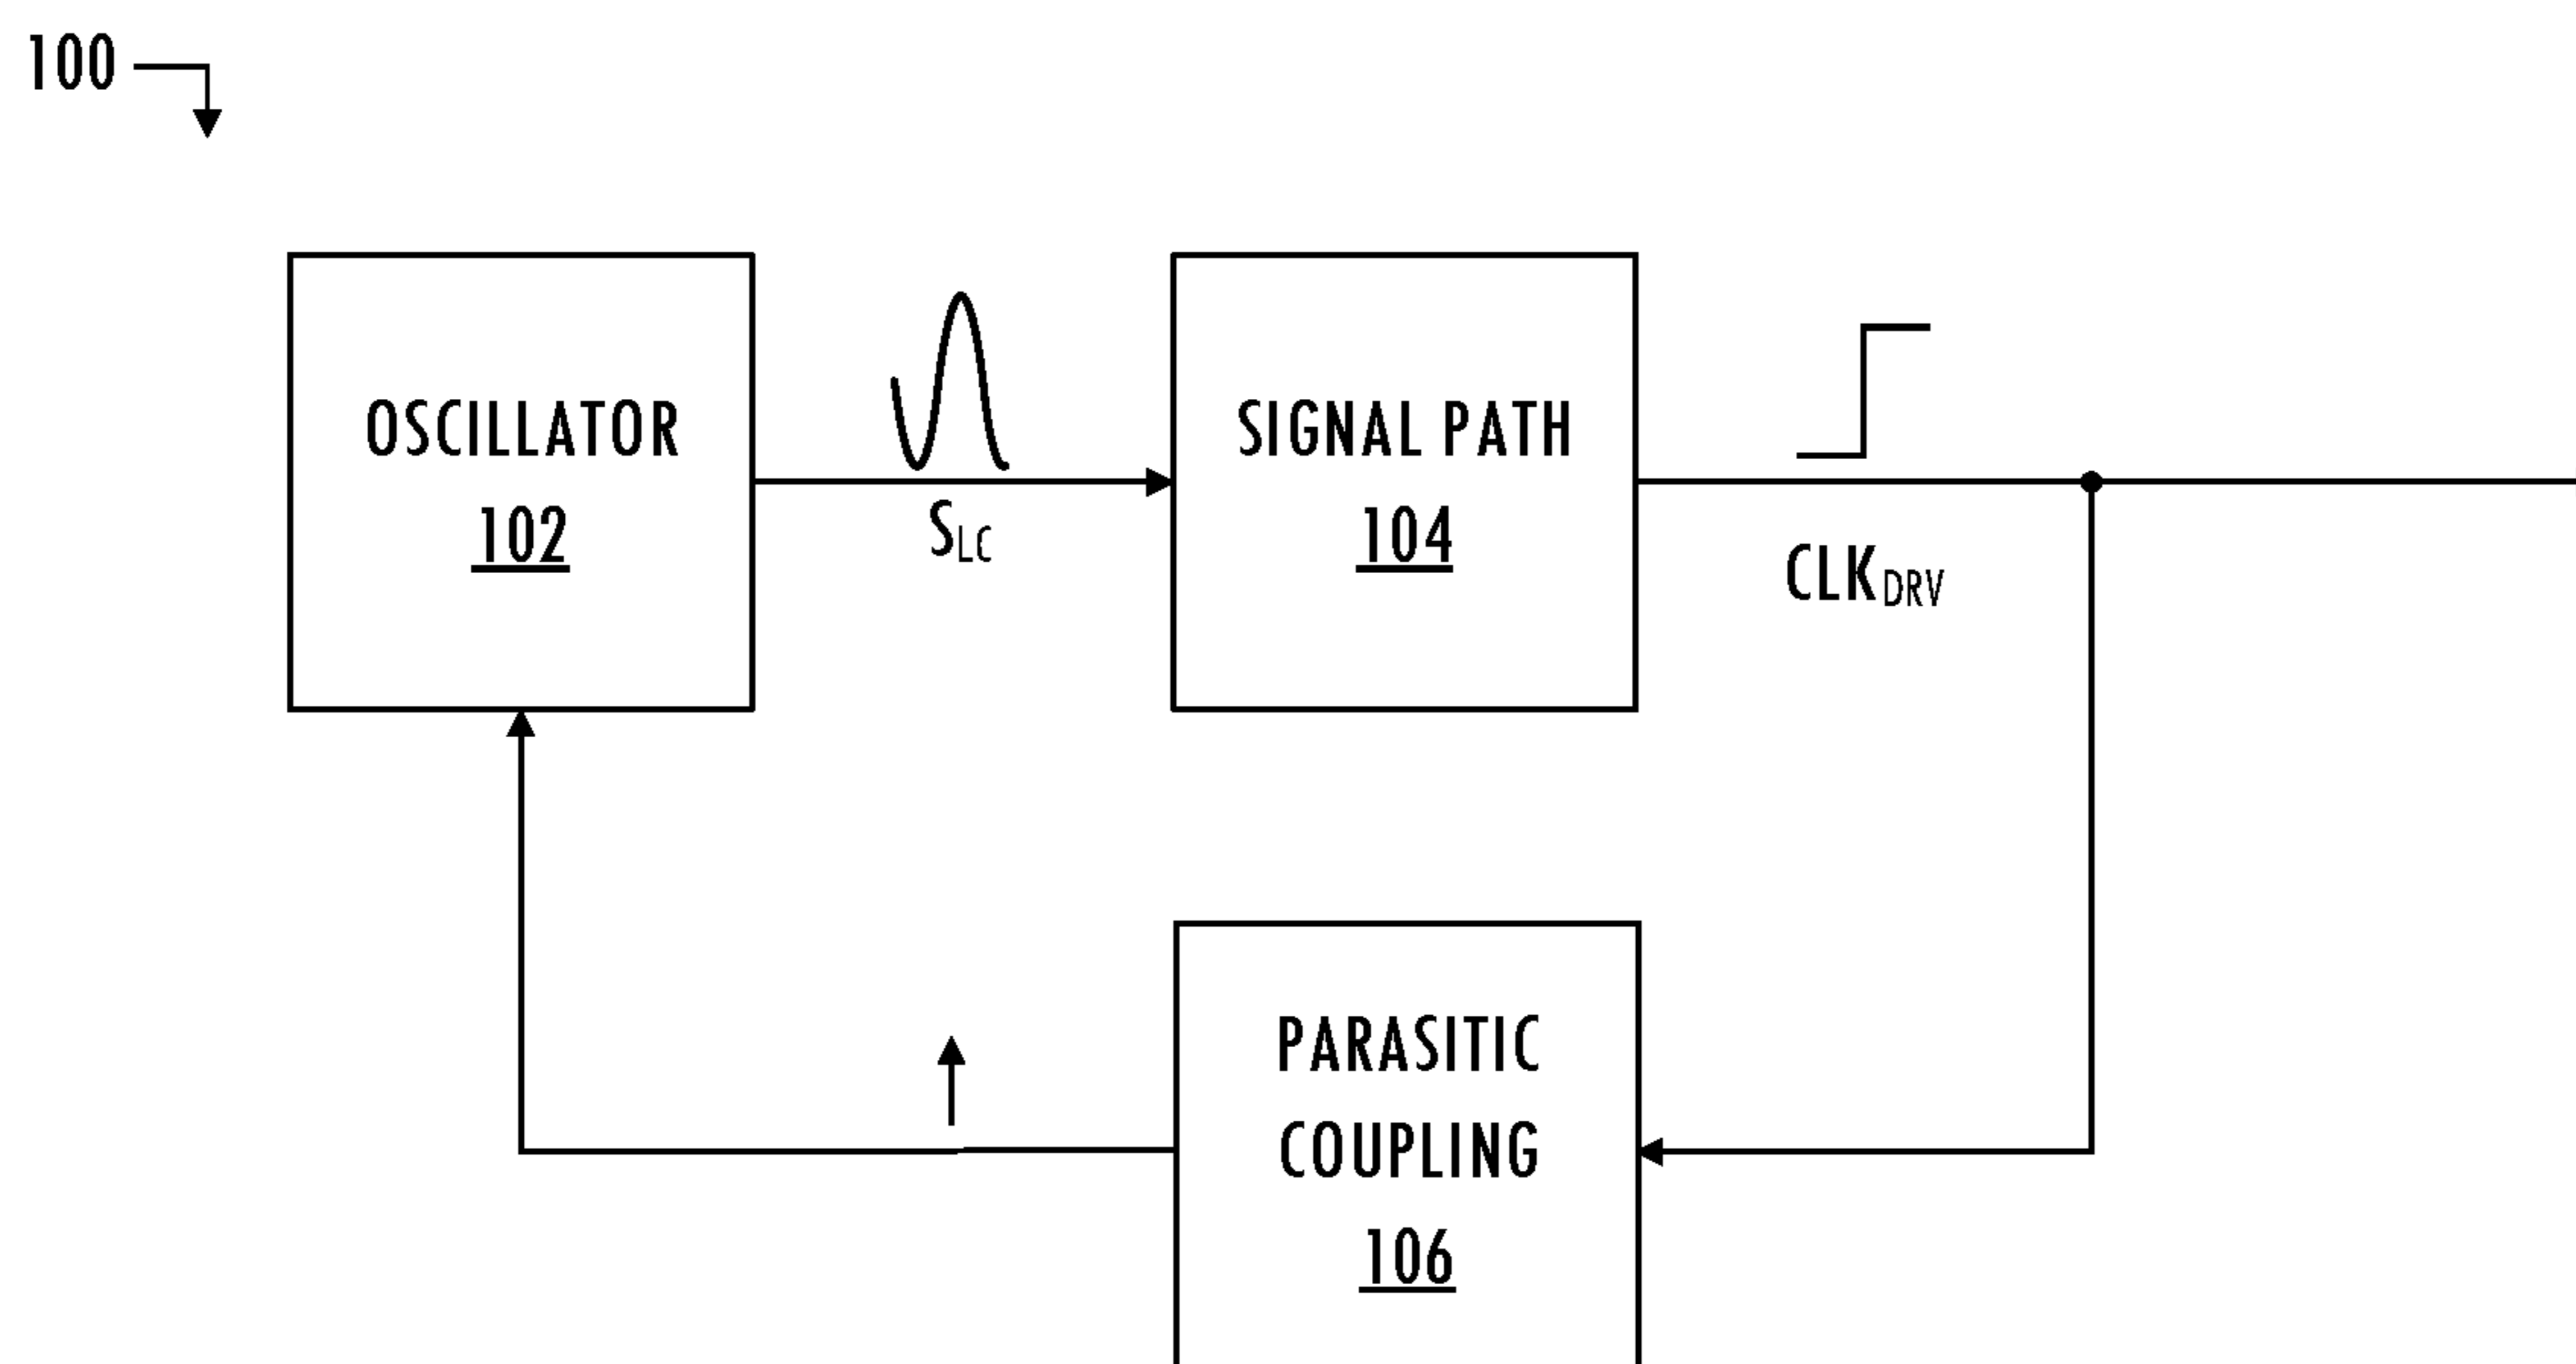 100
OSCILLATOR
102
SLC
SIGNAL PATH
104
CLKDRV
PARASITIC
COUPLING
106